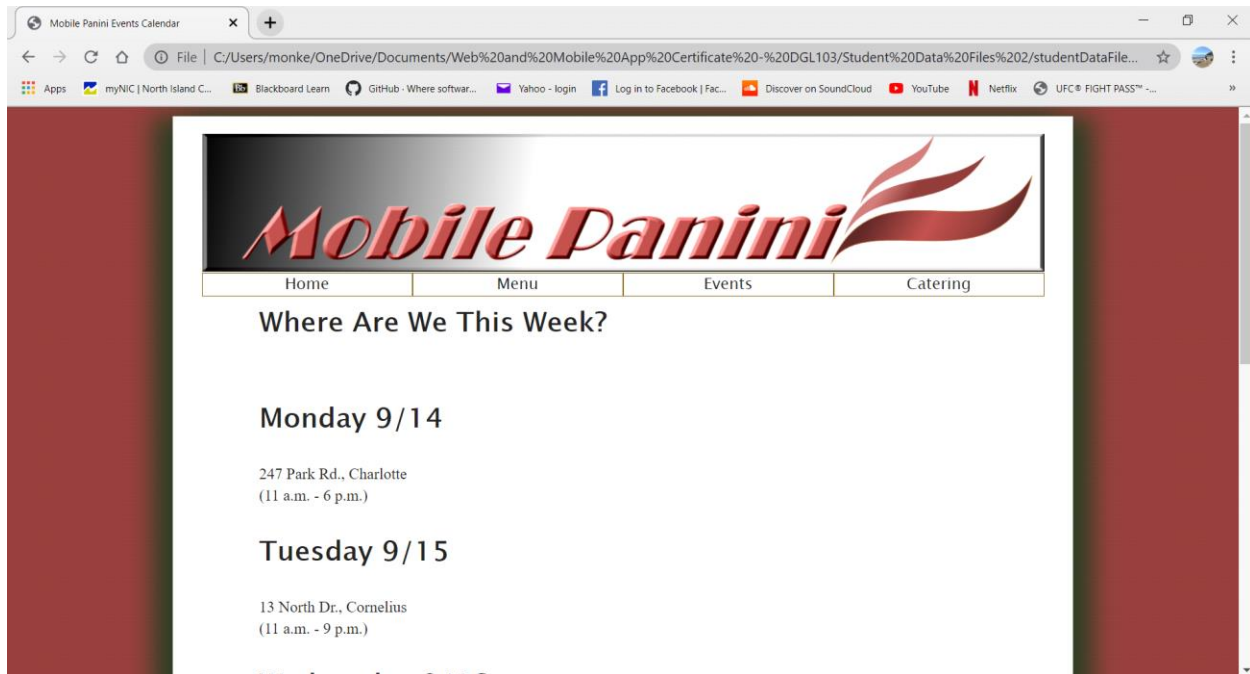 Mobile Panini Events Calendar
File | C:/Users/monke/OneDrive/Documents/Web%20and%20Mobile%20App%20Certificate%20-%20DGL103/Student%20Data%20Files%202/studentDataFile...
Apps myNIC | North Island C... Bb Blackboard Learn GitHub · Where softwar... Yahoo - login Log in to Facebook | Fac... Discover on SoundCloud YouTube Netflix UFC® FIGHT PASS™ -... »
Mobile Panini
Home Menu Events Catering
Where Are We This Week?
Monday 9/14
247 Park Rd., Charlotte
(11 a.m. - 6 p.m.)
Tuesday 9/15
13 North Dr., Cornelius
(11 a.m. - 9 p.m.)